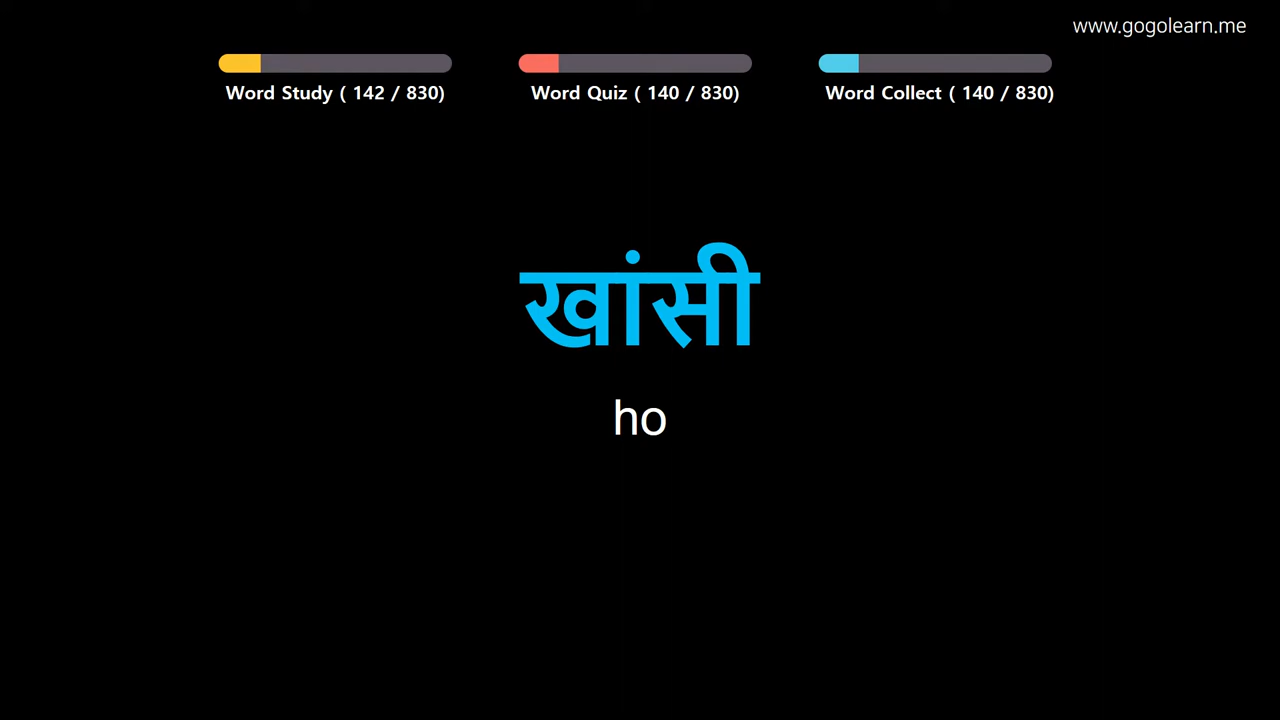 www.gogolearn.me
Word Study ( 142 / 830)
Word Quiz ( 140 / 830)
Word Collect ( 140 / 830)
खांसी
ho